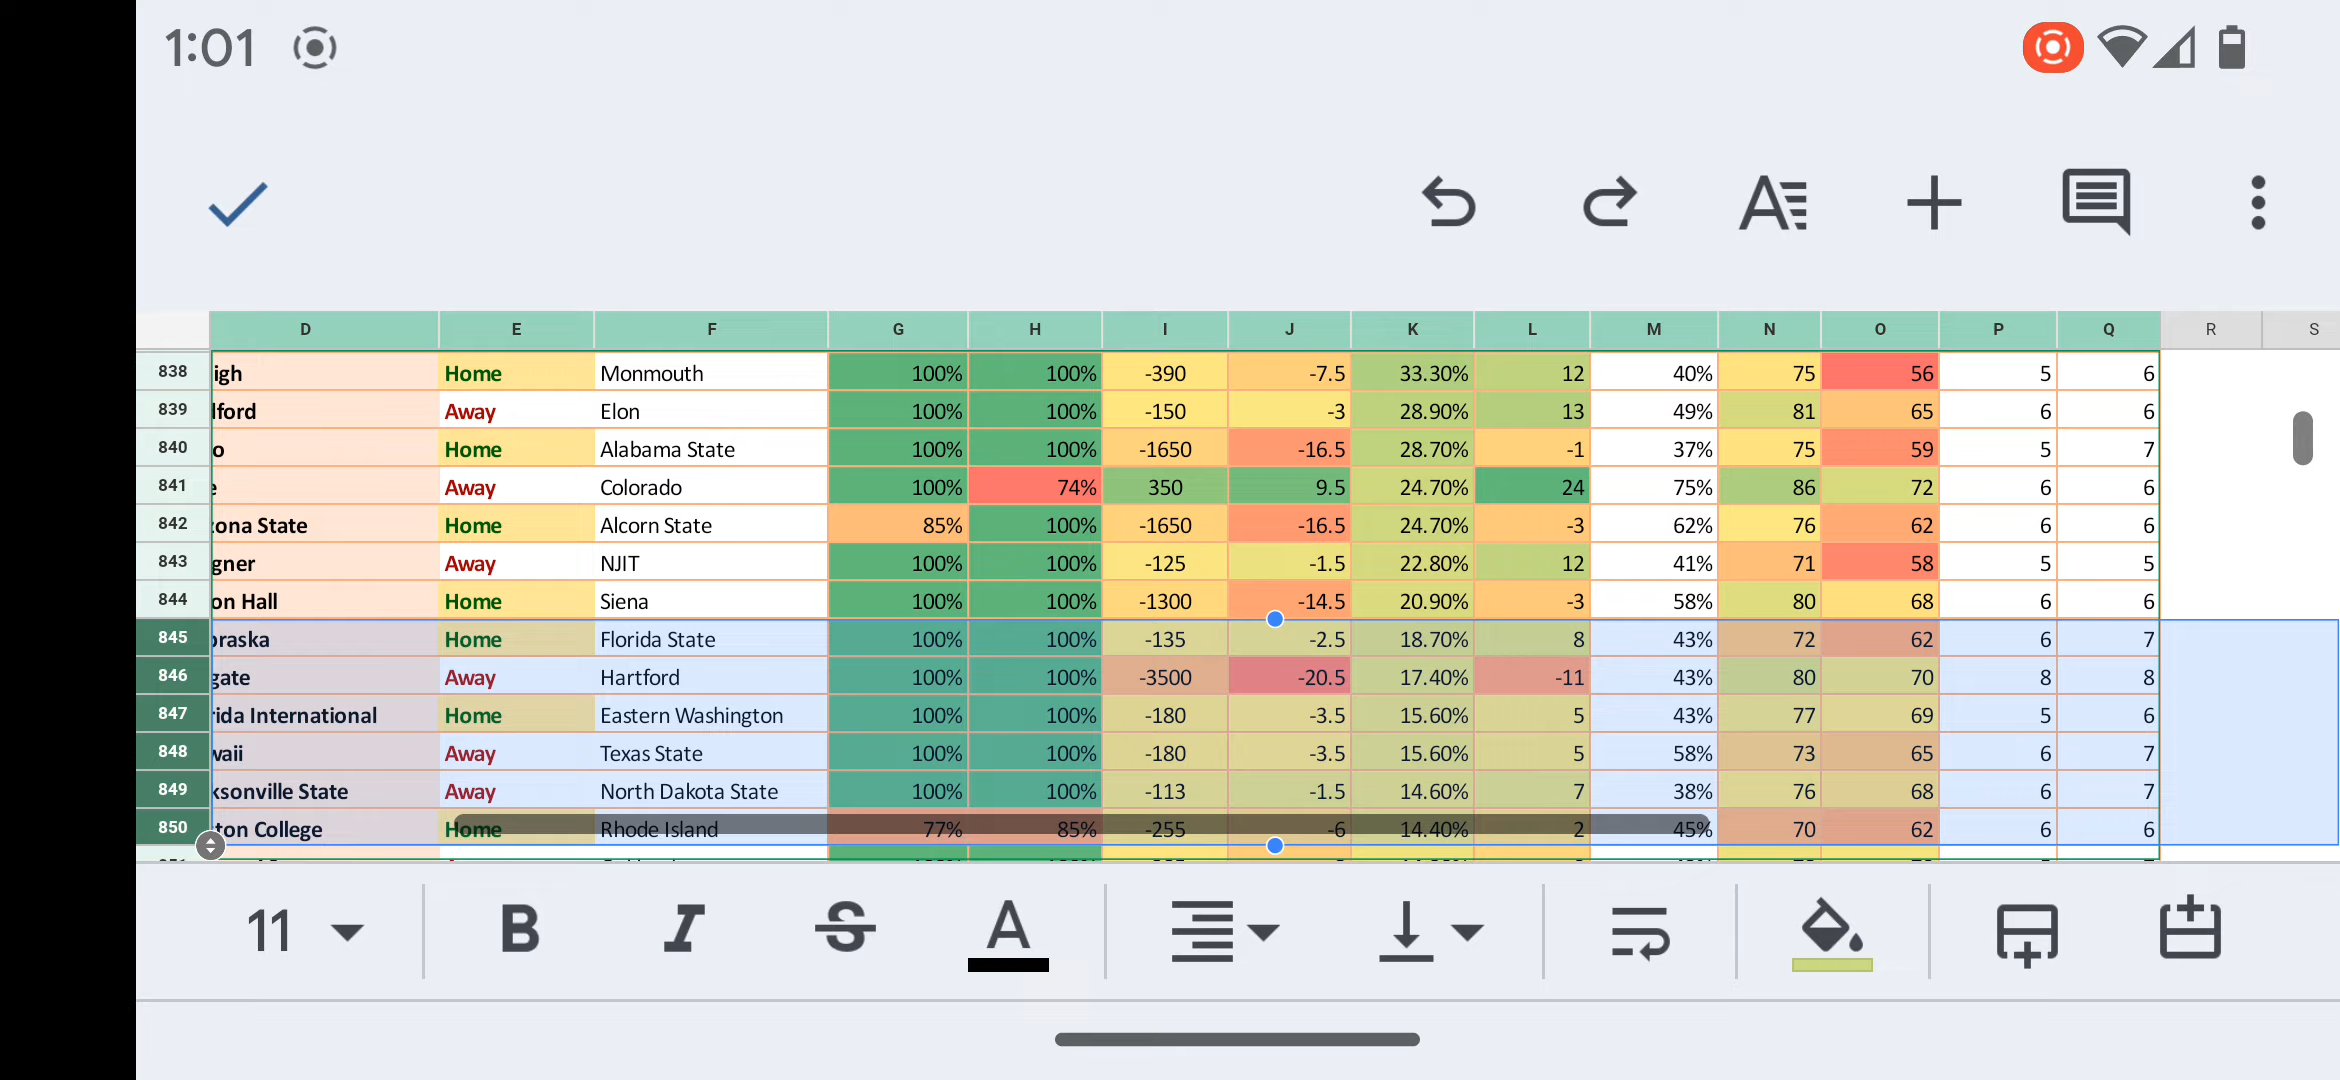 1:01
D E F G H I J K L M N O P Q R S
838 igh Home Monmouth 100% 100% -390 -7.5 33.30% 12 40% 75 56 5 6
839 lford Away Elon 100% 100% -150 -3 28.90% 13 49% 81 65 6 6
840 o Home Alabama State 100% 100% -1650 -16.5 28.70% -1 37% 75 59 5 7
841 e Away Colorado 100% 74% 350 9.5 24.70% 24 75% 86 72 6 6
842 ona State Home Alcorn State 85% 100% -1650 -16.5 24.70% -3 62% 76 62 6 6
843 gner Away NJIT 100% 100% -125 -1.5 22.80% 12 41% 71 58 5 5
844 on Hall Home Siena 100% 100% -1300 -14.5 20.90% -3 58% 80 68 6 6
845 braska Home Florida State 100% 100% -135 -2.5 18.70% 8 43% 72 62 6 7
846 gate Away Hartford 100% 100% -3500 -20.5 17.40% -11 43% 80 70 8 8
847 rida International Home Eastern Washington 100% 100% -180 -3.5 15.60% 5 43% 77 69 5 6
848 waii Away Texas State 100% 100% -180 -3.5 15.60% 5 58% 73 65 6 7
849 ksonville State Away North Dakota State 100% 100% -113 -1.5 14.60% 7 38% 76 68 6 7
850 ton College Home Rhode Island 77% 85% -255 -6 14.40% 2 45% 70 62 6 6
11 B I S A